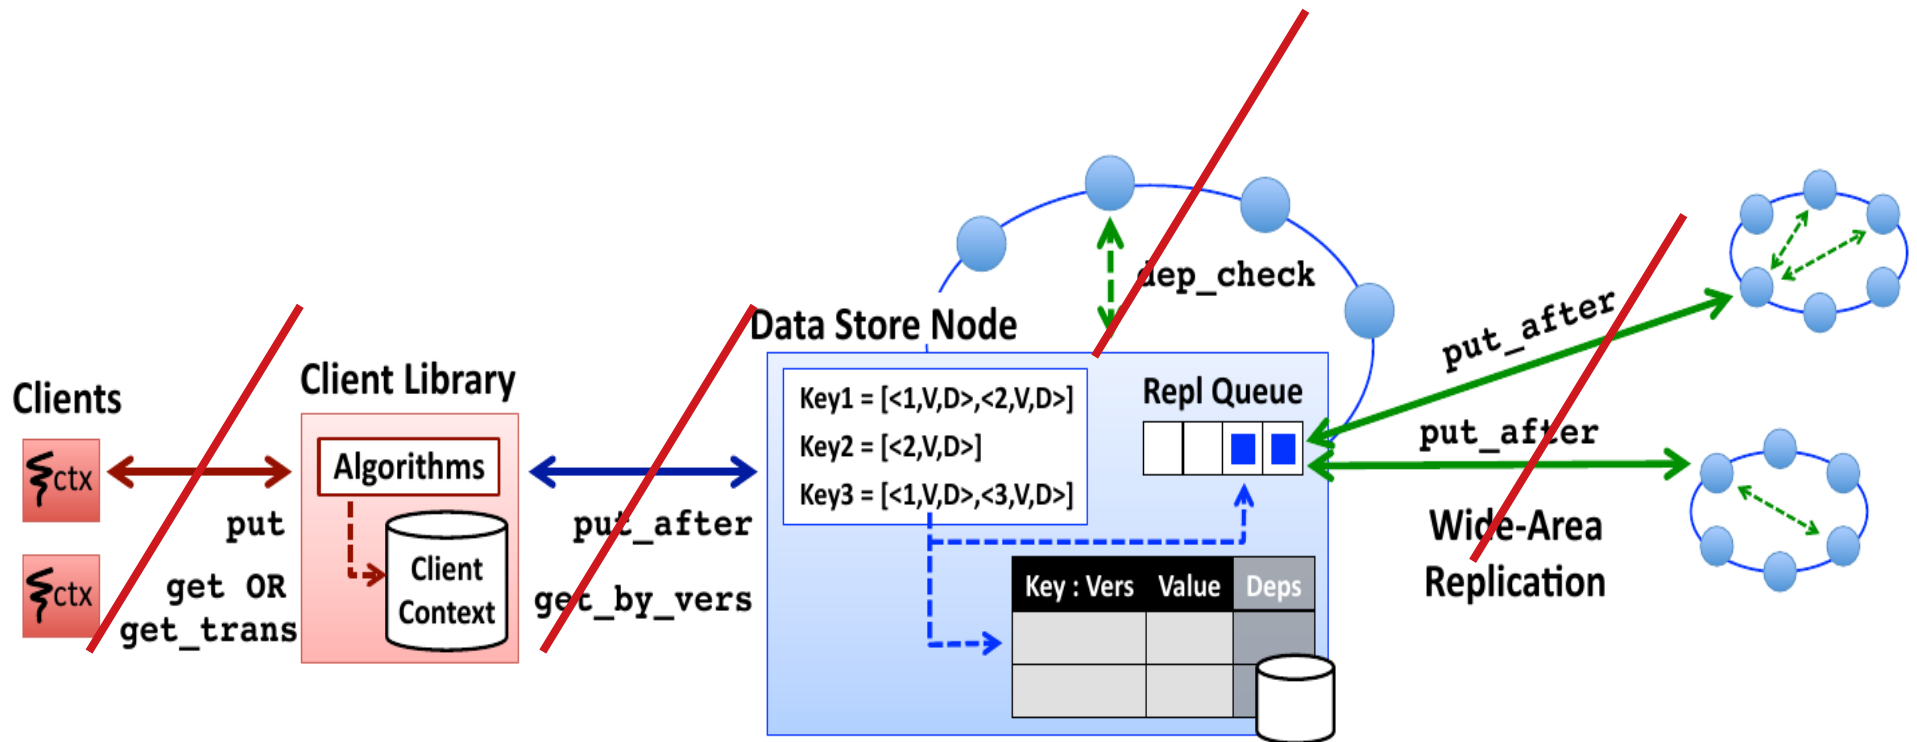 Clients
ctx
ctx
put
get OR
get_trans
Client Library
Algorithms
Client
Context
put_after
get_by_vers
Data Store Node
Key1 = [<1,V,D>,<2,V,D>]
Key2 = [<2,V,D>]
Key3 = [<1,V,D>,<3,V,D>]
dep_check
Repl Queue
Key : Vers Value Deps
put_after
put_after
Wide-Area
Replication